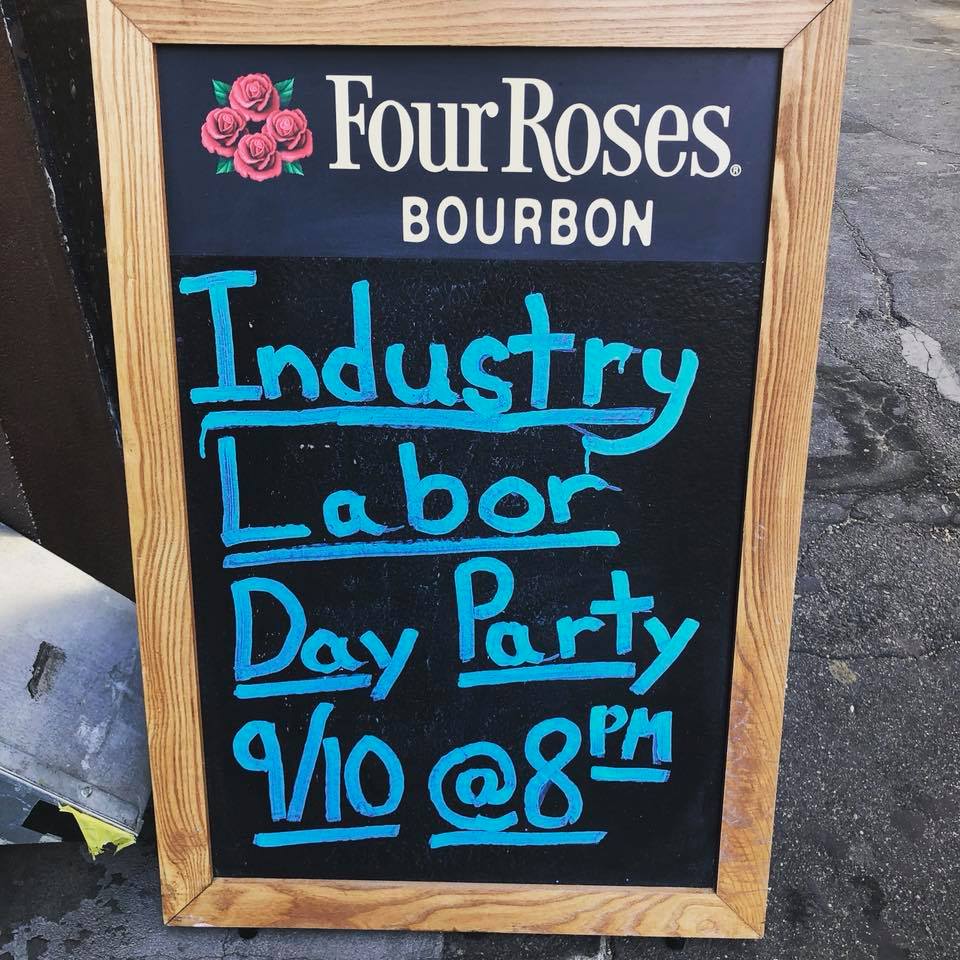 Four Roses®
BOURBON
Industry
Labor
Day Party
9/10 @ 8PM